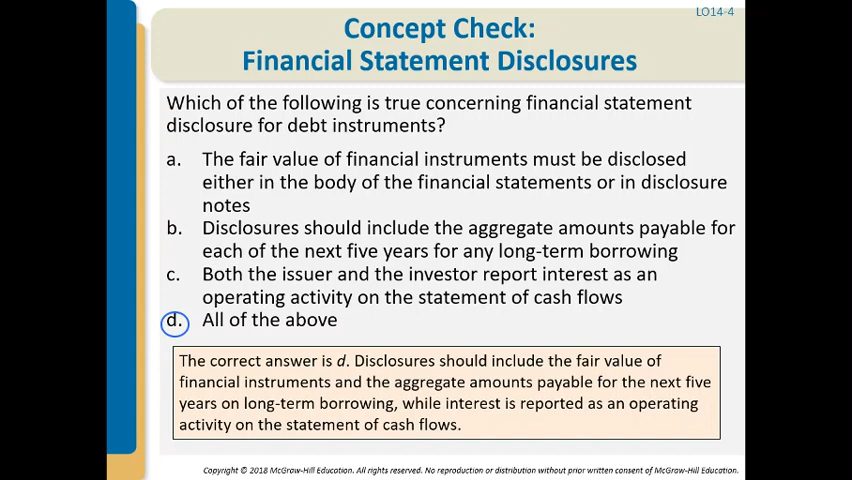 LO14-4
Concept Check:
Financial Statement Disclosures
Which of the following is true concerning financial statement
disclosure for debt instruments?
a. The fair value of financial instruments must be disclosed
either in the body of the financial statements or in disclosure
notes
b. Disclosures should include the aggregate amounts payable for
each of the next five years for any long-term borrowing
c. Both the issuer and the investor report interest as an
operating activity on the statement of cash flows
d. All of the above
The correct answer is d. Disclosures should include the fair value of
financial instruments and the aggregate amounts payable for the next five
years on long-term borrowing, while interest is reported as an operating
activity on the statement of cash flows.
Copyright © 2018 McGraw-Hill Education. All rights reserved. No reproduction or distribution without prior written consent of McGraw-Hill Education.